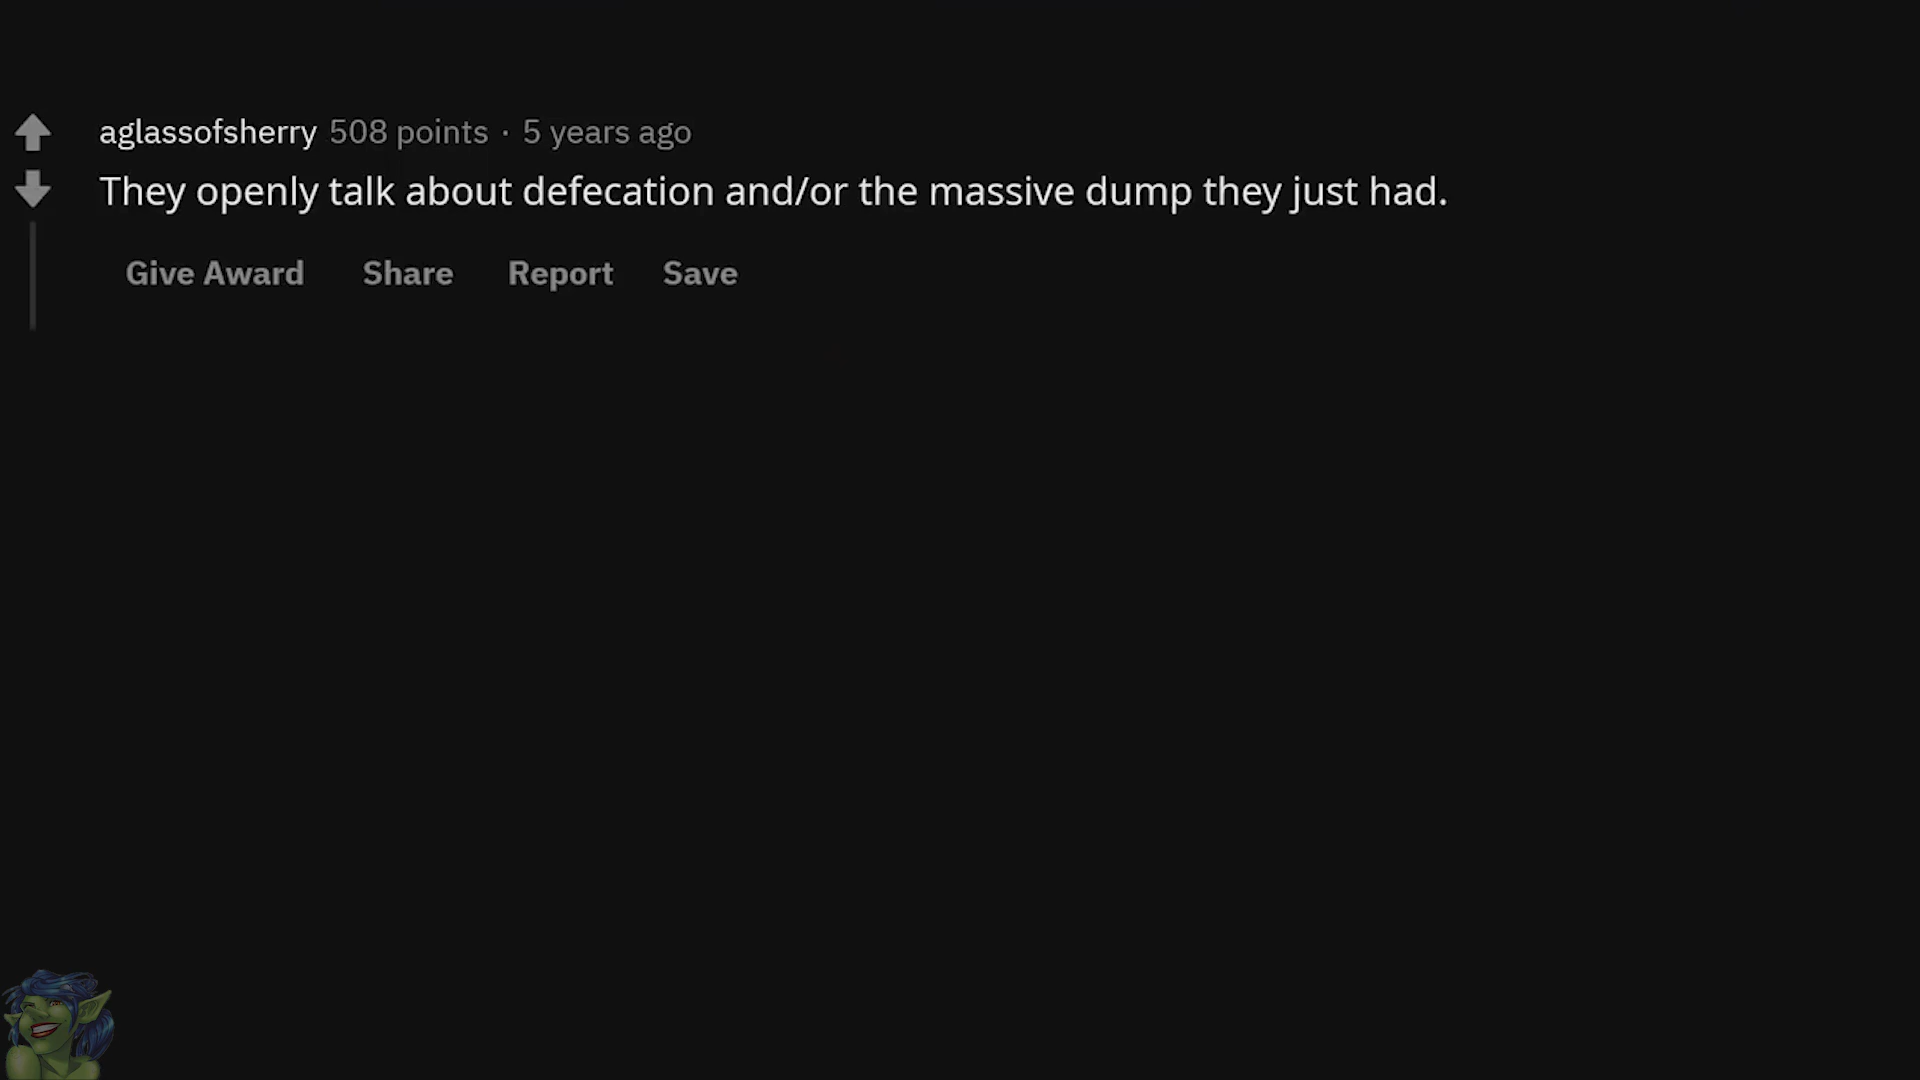 aglassofsherry 508 points · 5 years ago
They openly talk about defecation and/or the massive dump they just had.
Give Award Share Report Save